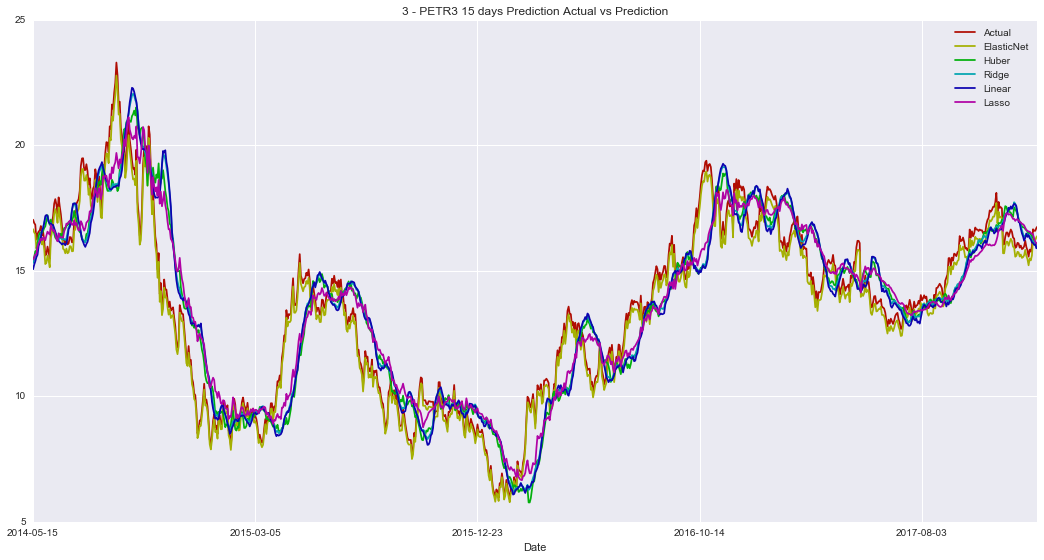 3 - PETR3 15 days Prediction Actual vs Prediction
25
Actual
ElasticNet
Huber
Ridge
Linear
Lasso
20
15
10
5
2014-05-15
2015-03-05
2015-12-23
2016-10-14
2017-08-03
Date